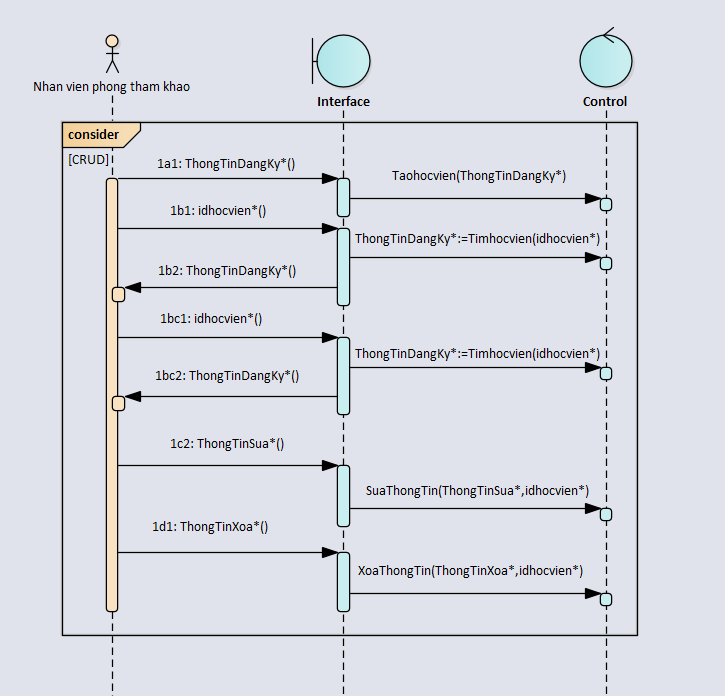 Nhan vien phong tham khao
Interface
Control
consider
[CRUD]
1a1: ThongTinDangKy*()
Taohocvien(ThongTinDangKy*)
1b1: idhocvien*()
ThongTinDangKy*:=Timhocvien(idhocvien*)
1b2: ThongTinDangKy*()
1bc1: idhocvien*()
ThongTinDangKy*:=Timhocvien(idhocvien*)
1bc2: ThongTinDangKy*()
1c2: ThongTinSua*()
SuaThongTin(ThongTinSua*,idhocvien*)
1d1: ThongTinXoa*()
XoaThongTin(ThongTinXoa*,idhocvien*)